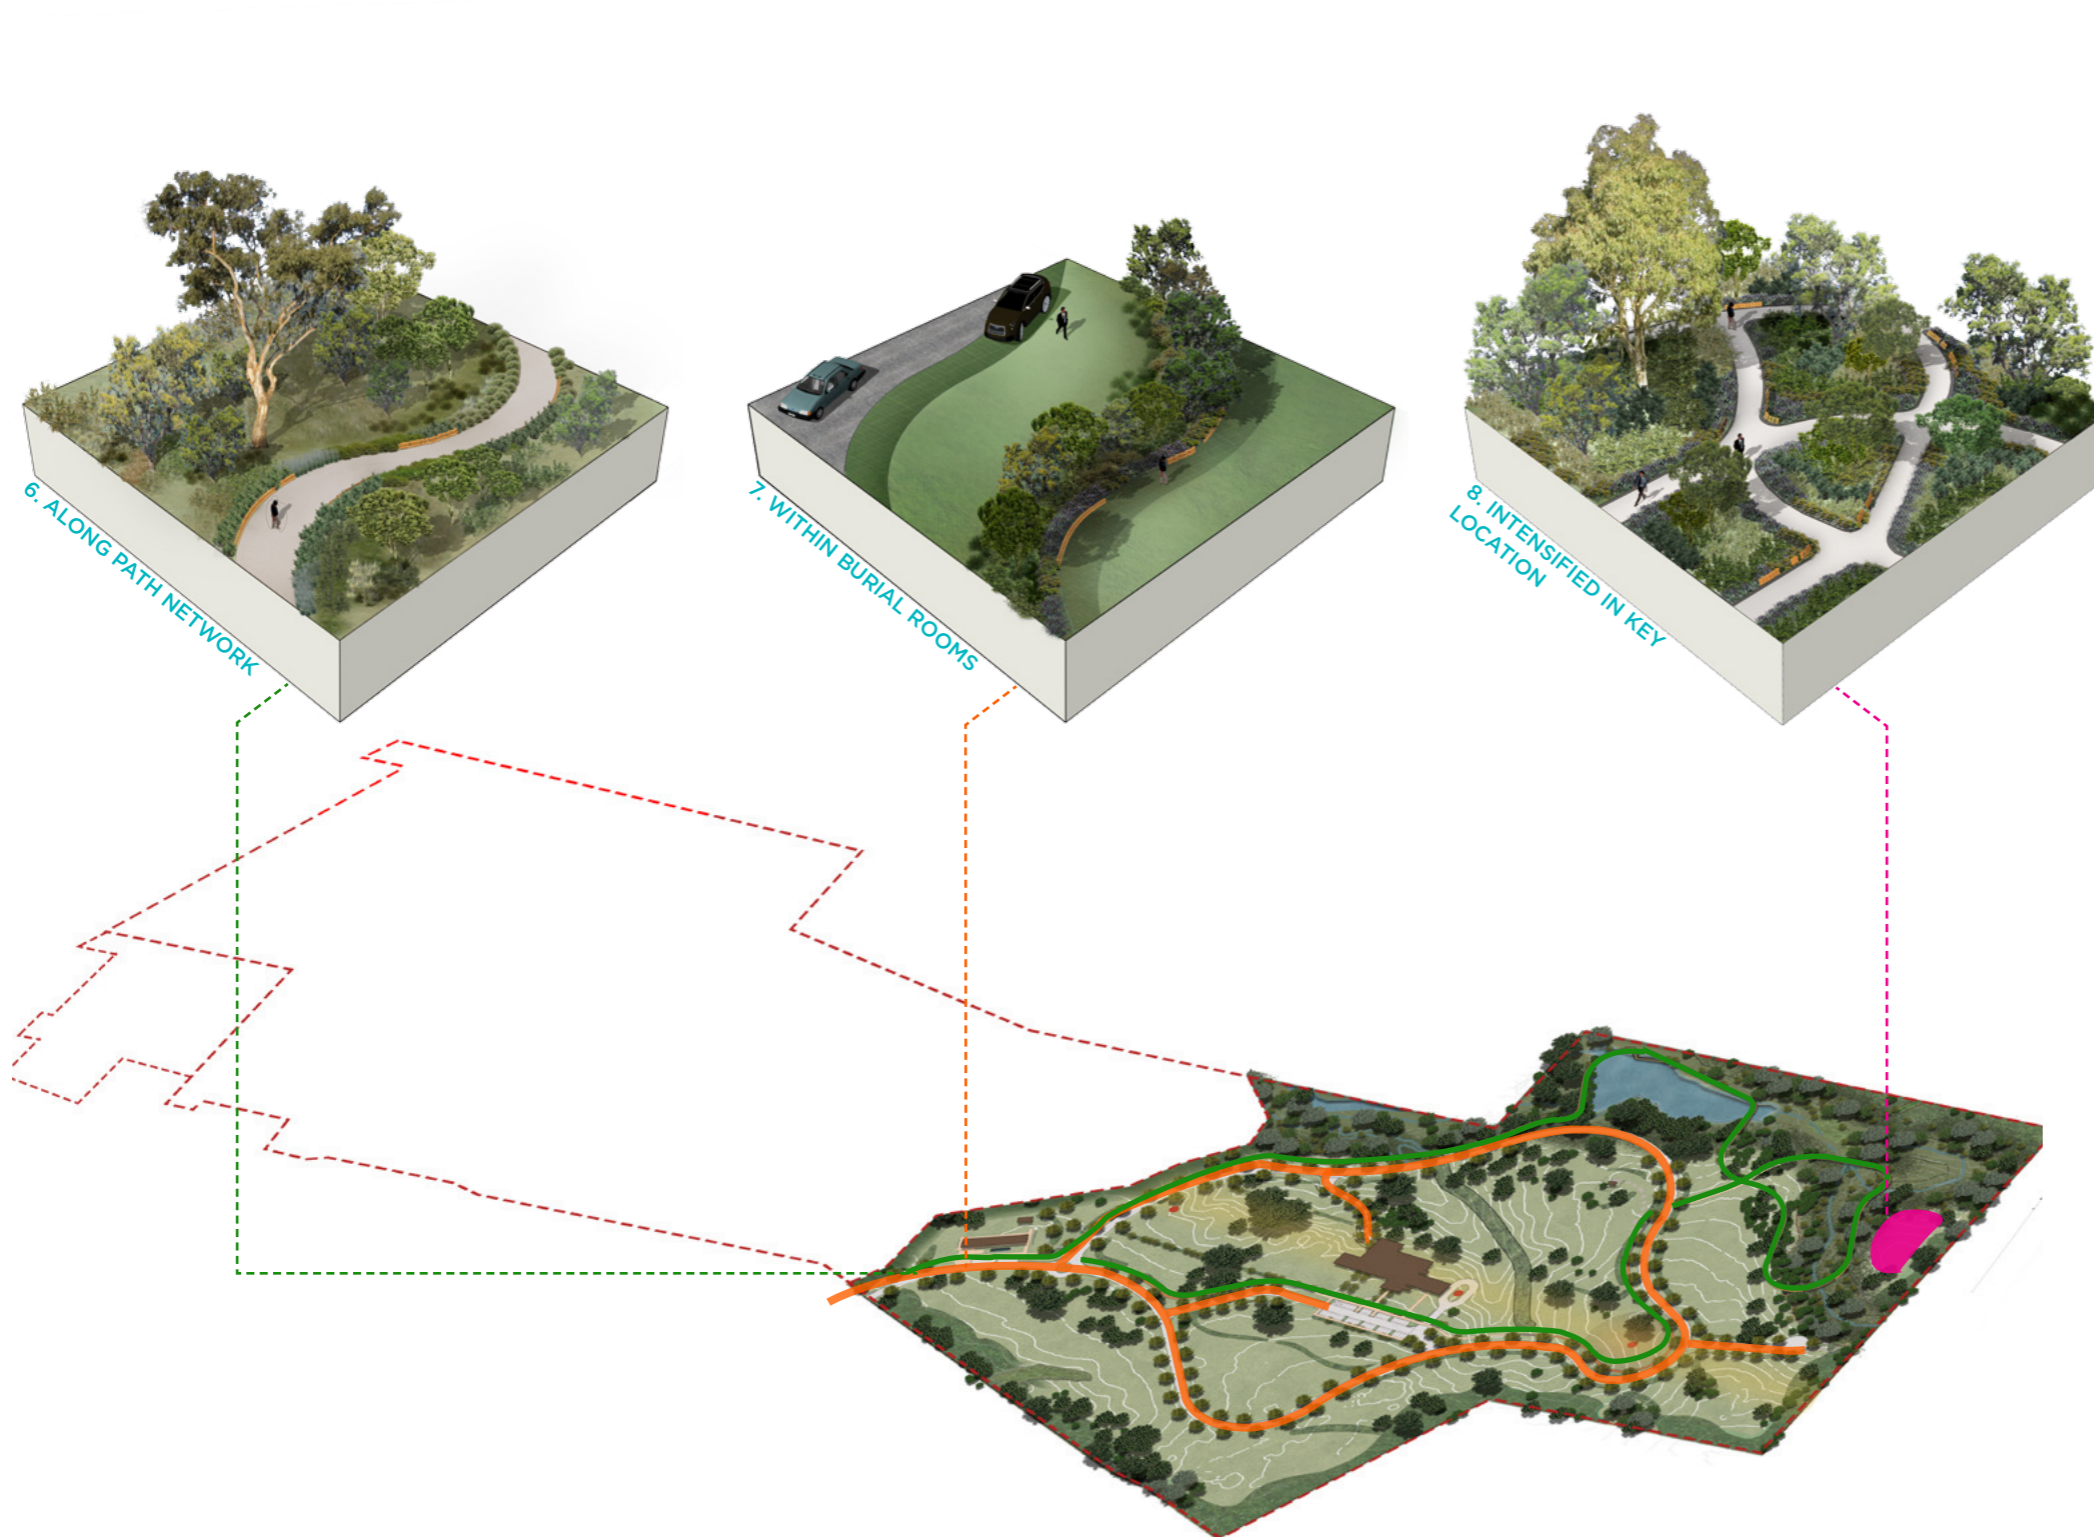 6. ALONG PATH NETWORK
7. WITHIN BURIAL ROOMS
8. INTENSIFIED IN KEY
LOCATION